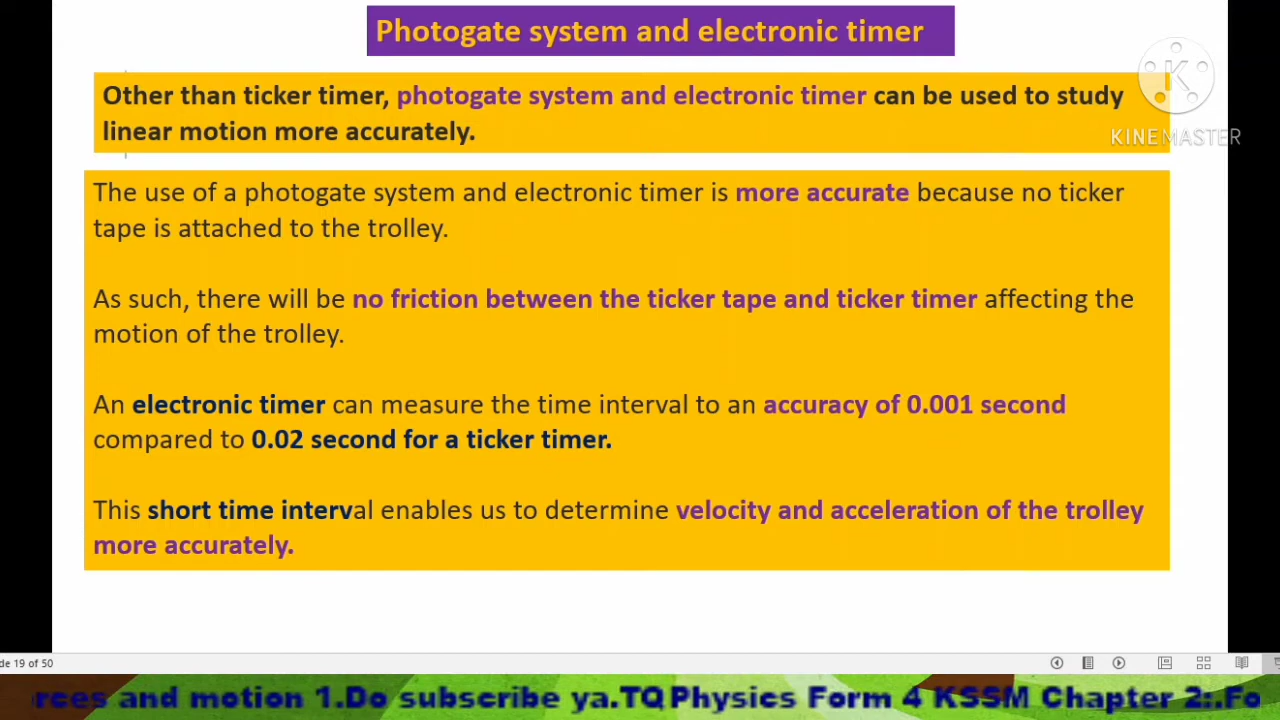 Photogate system and electronic timer
Other than ticker timer, photogate system and electronic timer can be used to study
linear motion more accurately.
KINEMASTER
The use of a photogate system and electronic timer is more accurate because no ticker
tape is attached to the trolley.
As such, there will be no friction between the ticker tape and ticker timer affecting the
motion of the trolley.
An electronic timer can measure the time interval to an accuracy of 0.001 second
compared to 0.02 second for a ticker timer.
This short time interval enables us to determine velocity and acceleration of the trolley
more accurately.
de 19 of 50
rces and motion 1.Do subscribe ya.TQ Physics Form 4 KSSM Chapter 2:.Fo